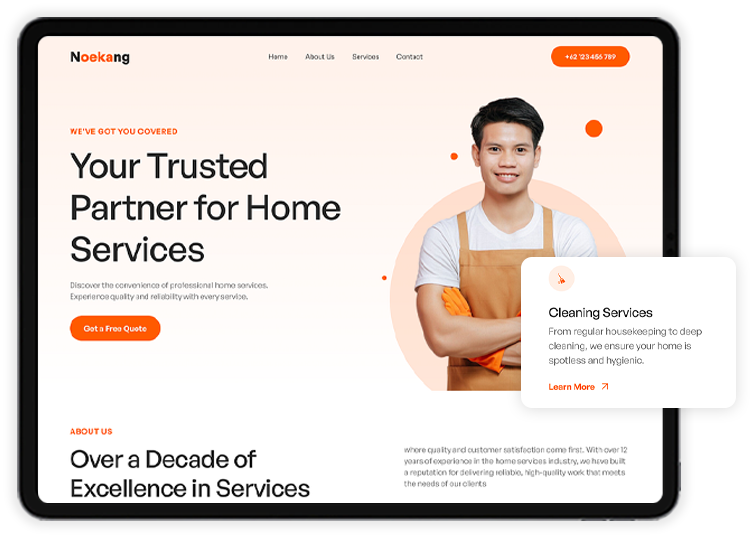 Noekang
Home
About Us
Services
Contact
+62 123 456 789
WE'VE GOT YOU COVERED
Your Trusted
Partner for Home
Services
Discover the convenience of professional home services.
Experience quality and reliability with every service.
Get a Free Quote
Cleaning Services
From regular housekeeping to deep
cleaning, we ensure your home is
spotless and hygienic.
Learn More
ABOUT US
Over a Decade of
Excellence in Services
where quality and customer satisfaction come first. With over 12
years of experience in the home services industry, we have built
a reputation for delivering reliable, high-quality work that meets
the needs of our clients